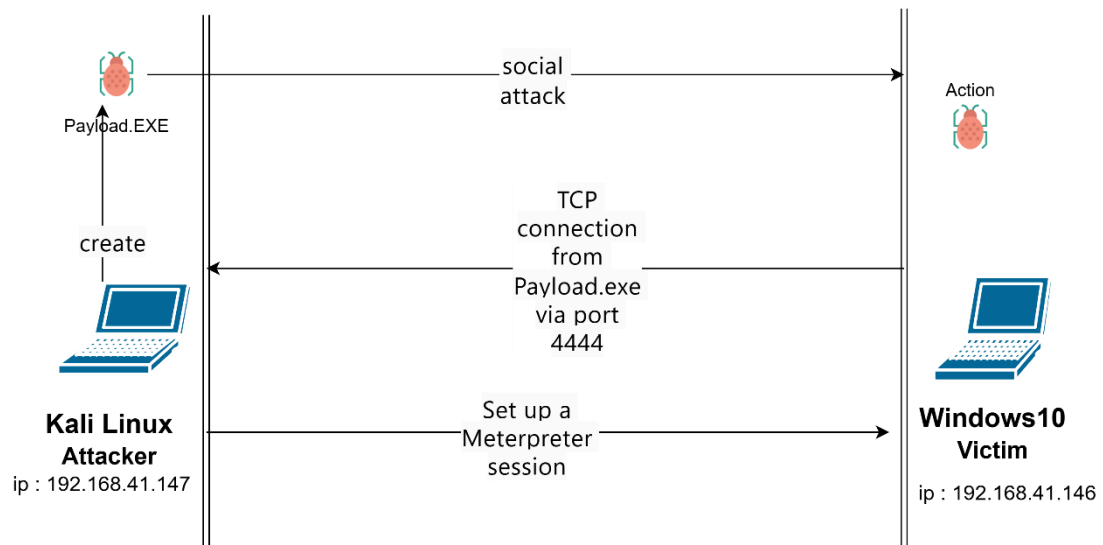 social
attack
Payload.EXE
Action
create
TCP
connection
from
Payload.exe
via port
4444
Kali Linux
Attacker
ip : 192.168.41.147
Set up a
Meterpreter
session
Windows10
Victim
ip : 192.168.41.146